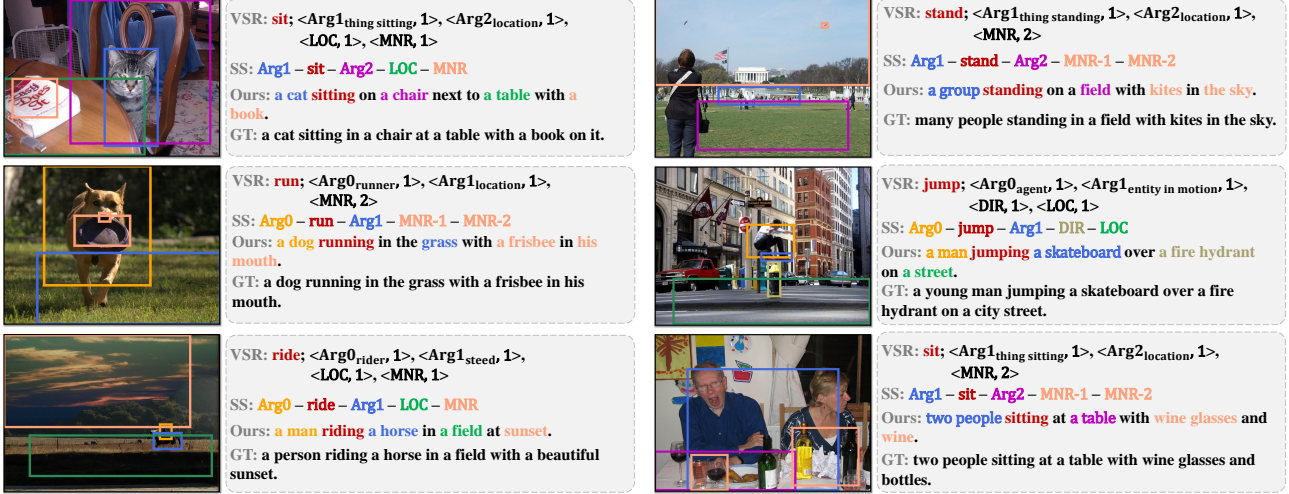 VSR: sit; <Arg1thing sitting, 1>, <Arg2location, 1>,
<LOC, 1>, <MNR, 1>
SS: Arg1 – sit – Arg2 – LOC – MNR
Ours: a cat sitting on a chair next to a table with a
book.
GT: a cat sitting in a chair at a table with a book on it.
VSR: run; <Arg0runner, 1>, <Arg1location, 1>,
<MNR, 2>
SS: Arg0 – run – Arg1 – MNR-1 – MNR-2
Ours: a dog running in the grass with a frisbee in his
mouth.
GT: a dog running in the grass with a frisbee in his
mouth.
VSR: ride; <Arg0rider, 1>, <Arg1steed, 1>,
<LOC, 1>, <MNR, 1>
SS: Arg0 – ride – Arg1 – LOC – MNR
Ours: a man riding a horse in a field at sunset.
GT: a person riding a horse in a field with a beautiful
sunset.
VSR: stand; <Arg1thing standing, 1>, <Arg2location, 1>,
<MNR, 2>
SS: Arg1 – stand – Arg2 – MNR-1 – MNR-2
Ours: a group standing on a field with kites in the sky.
GT: many people standing in a field with kites in the sky.
VSR: jump; <Arg0agent, 1>, <Arg1entity in motion, 1>,
<DIR, 1>, <LOC, 1>
SS: Arg0 – jump – Arg1 – DIR – LOC
Ours: a man jumping a skateboard over a fire hydrant
on a street.
GT: a young man jumping a skateboard over a fire
hydrant on a city street.
VSR: sit; <Arg1thing sitting, 1>, <Arg2location, 1>,
<MNR, 2>
SS: Arg1 – sit – Arg2 – MNR-1 – MNR-2
Ours: two people sitting at a table with wine glasses and
wine.
GT: two people sitting at a table with wine glasses and
bottles.